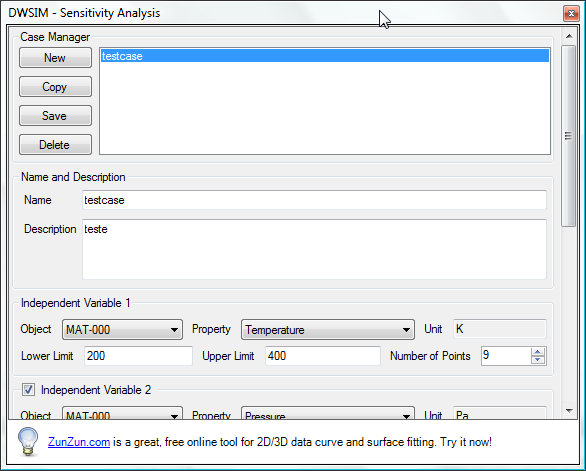 DWSIM - Sensitivity Analysis
Case Manager
New
testcase
Copy
Save
Delete
Name and Description
Name testcase
Description teste
Independent Variable 1
Object MAT-000 Property Temperature Unit K
Lower Limit 200 Upper Limit 400 Number of Points 9
Independent Variable 2
Object MAT-000 Property Pressure Unit Pa
ZunZun.com is a great, free online tool for 2D/3D data curve and surface fitting. Try it now!